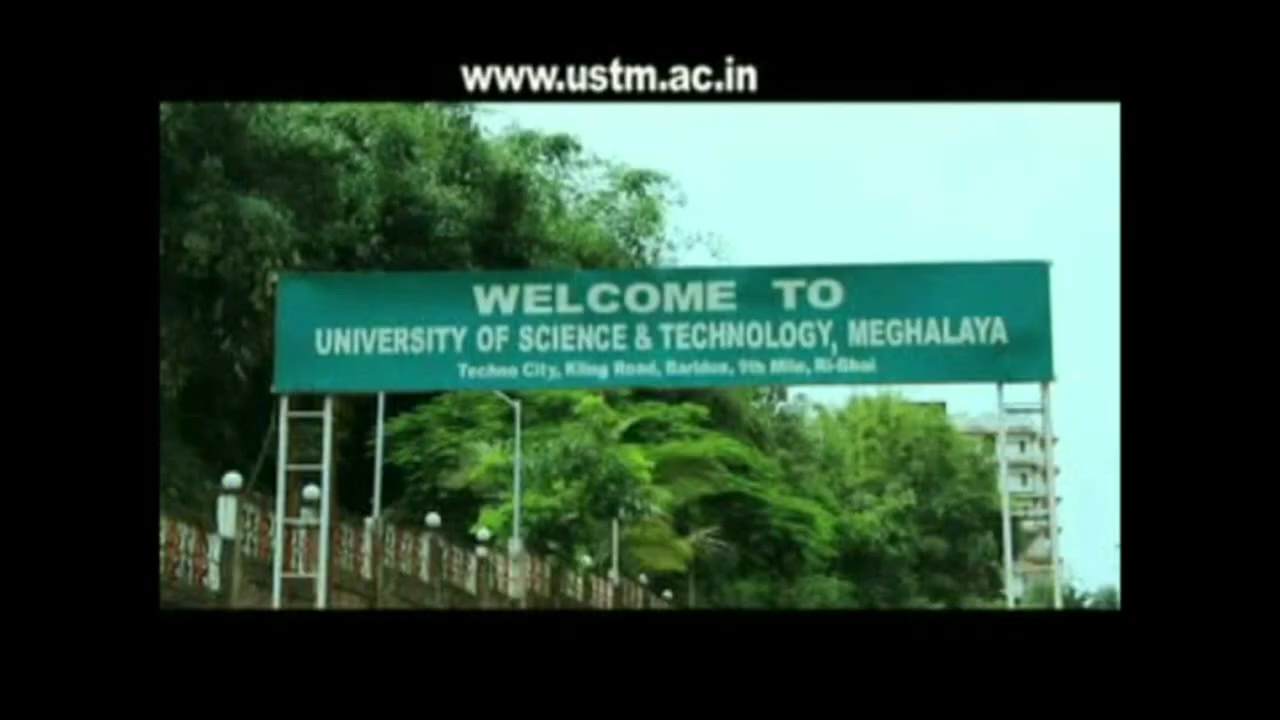 www.ustm.ac.in
WELCOME TO
UNIVERSITY OF SCIENCE & TECHNOLOGY, MEGHALAYA
Techno City, Kling Road, Baridua, 9th Mile, Ri-Bhoi